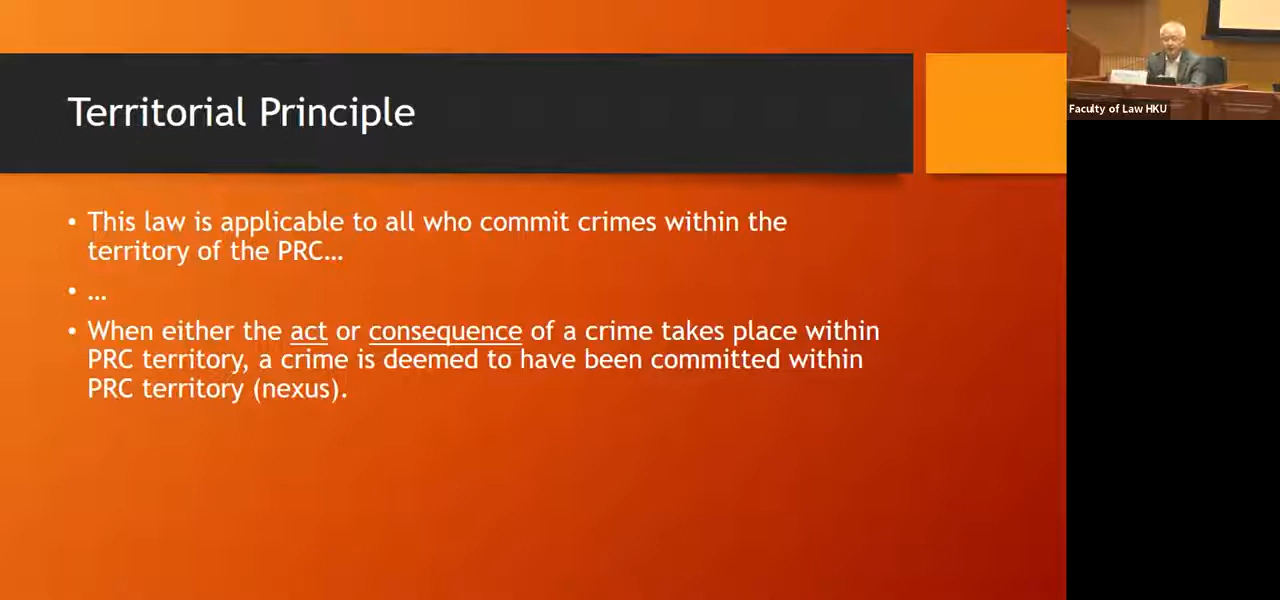 Territorial Principle
• This law is applicable to all who commit crimes within the
territory of the PRC…
• …
• When either the act or consequence of a crime takes place within
PRC territory, a crime is deemed to have been committed within
PRC territory (nexus).
Faculty of Law HKU